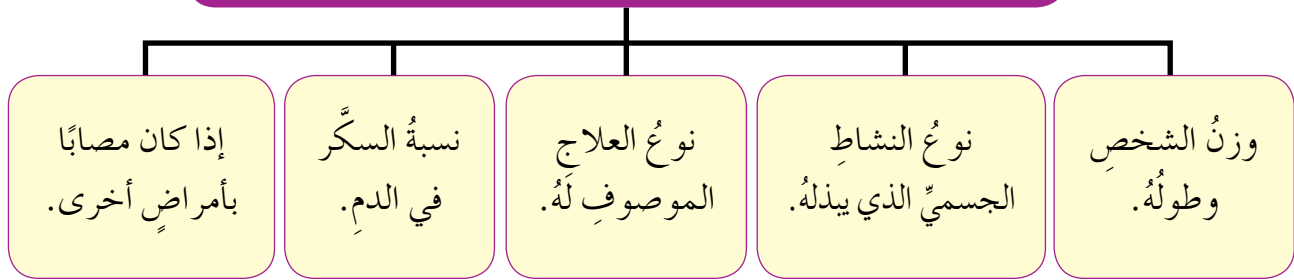 وزنُ الشخصِ
وطولُهُ.
نوعُ النشاطِ
الجسميِّ الذي يبذلهُ.
نوعُ العلاجِ
الموصوفِ لَهُ.
نسبةُ السكَّر
في الدمِ.
إذا كان مصابًا
بأمراضٍ أخرى.